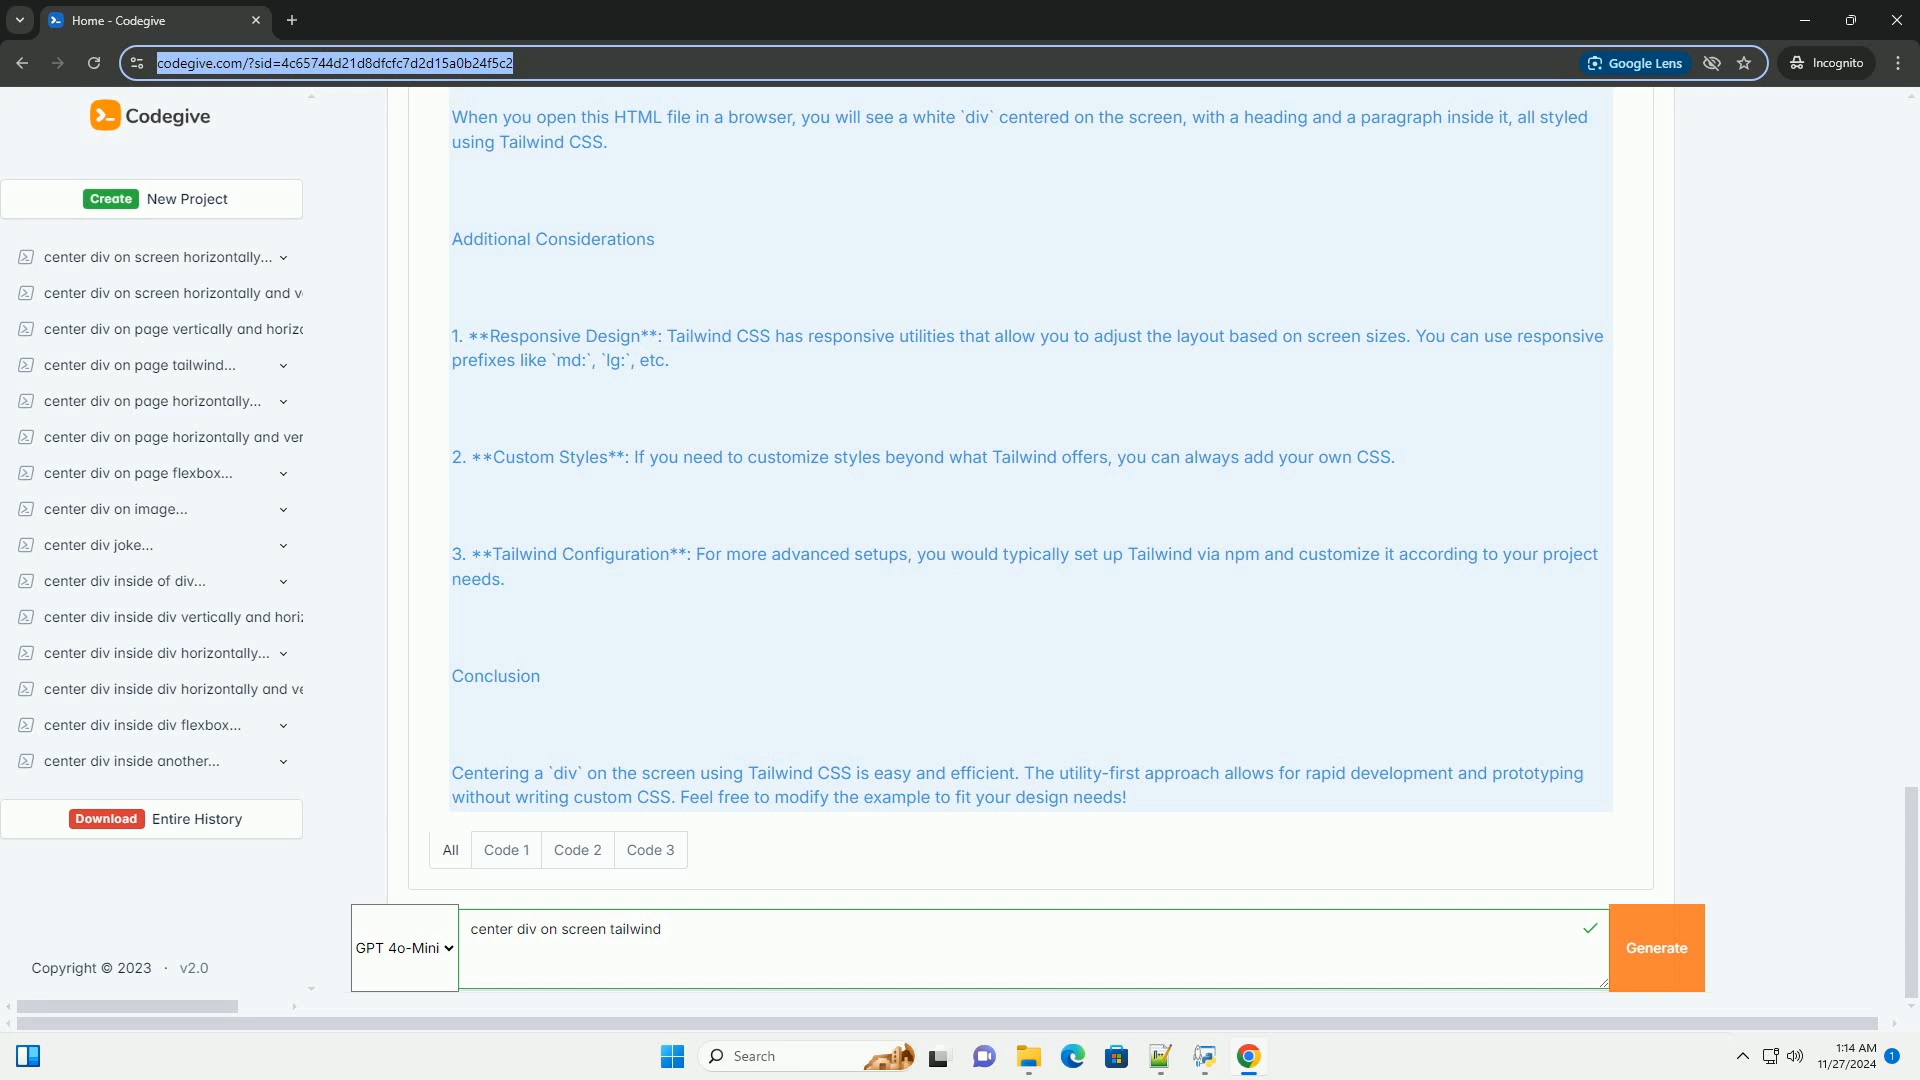 Home - Codegive
codegive.com/?sid=4c65744d21d8dfcfc7d2d15a0b24f5c2
Google Lens
Incognito
Codegive
Create New Project
center div on screen horizontally...
center div on screen horizontally and v
center div on page vertically and horizo
center div on page tailwind...
center div on page horizontally...
center div on page horizontally and ver
center div on page flexbox...
center div on image...
center div joke...
center div inside of div...
center div inside div vertically and hori
center div inside div horizontally...
center div inside div horizontally and ve
center div inside div flexbox...
center div inside another...
Download Entire History
Copyright © 2023 · v2.0
When you open this HTML file in a browser, you will see a white `div` centered on the screen, with a heading and a paragraph inside it, all styled
using Tailwind CSS.
Additional Considerations
1. **Responsive Design**: Tailwind CSS has responsive utilities that allow you to adjust the layout based on screen sizes. You can use responsive
prefixes like `md:`, `lg:`, etc.
2. **Custom Styles**: If you need to customize styles beyond what Tailwind offers, you can always add your own CSS.
3. **Tailwind Configuration**: For more advanced setups, you would typically set up Tailwind via npm and customize it according to your project
needs.
Conclusion
Centering a `div` on the screen using Tailwind CSS is easy and efficient. The utility-first approach allows for rapid development and prototyping
without writing custom CSS. Feel free to modify the example to fit your design needs!
All Code 1 Code 2 Code 3
GPT 4o-Mini
center div on screen tailwind
Generate
Search
1:14 AM
11/27/2024
1